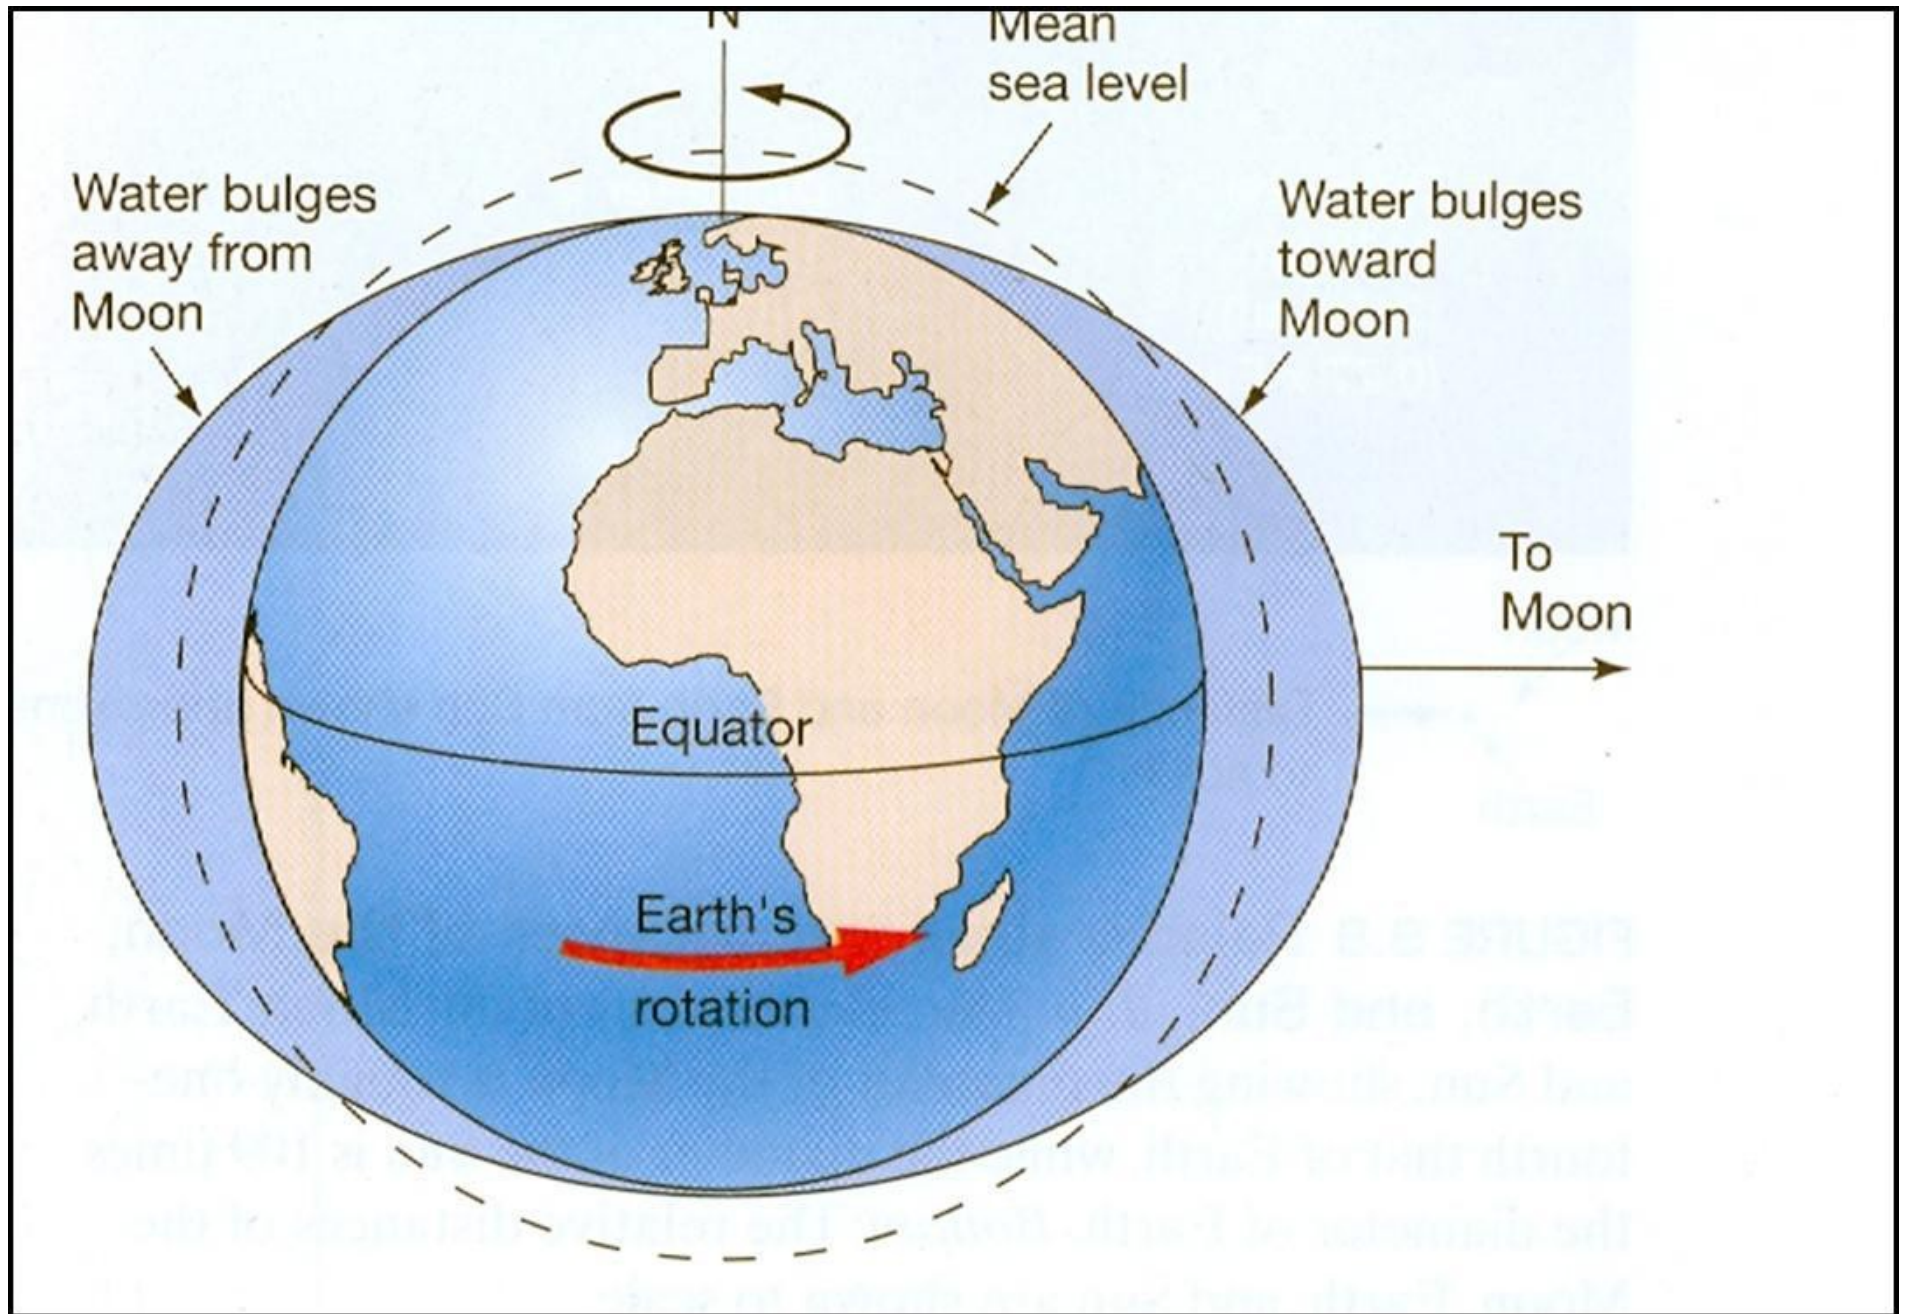 N
Mean
sea level
Water bulges
away from
Moon
Water bulges
toward
Moon
To
Moon
Equator
Earth's
rotation